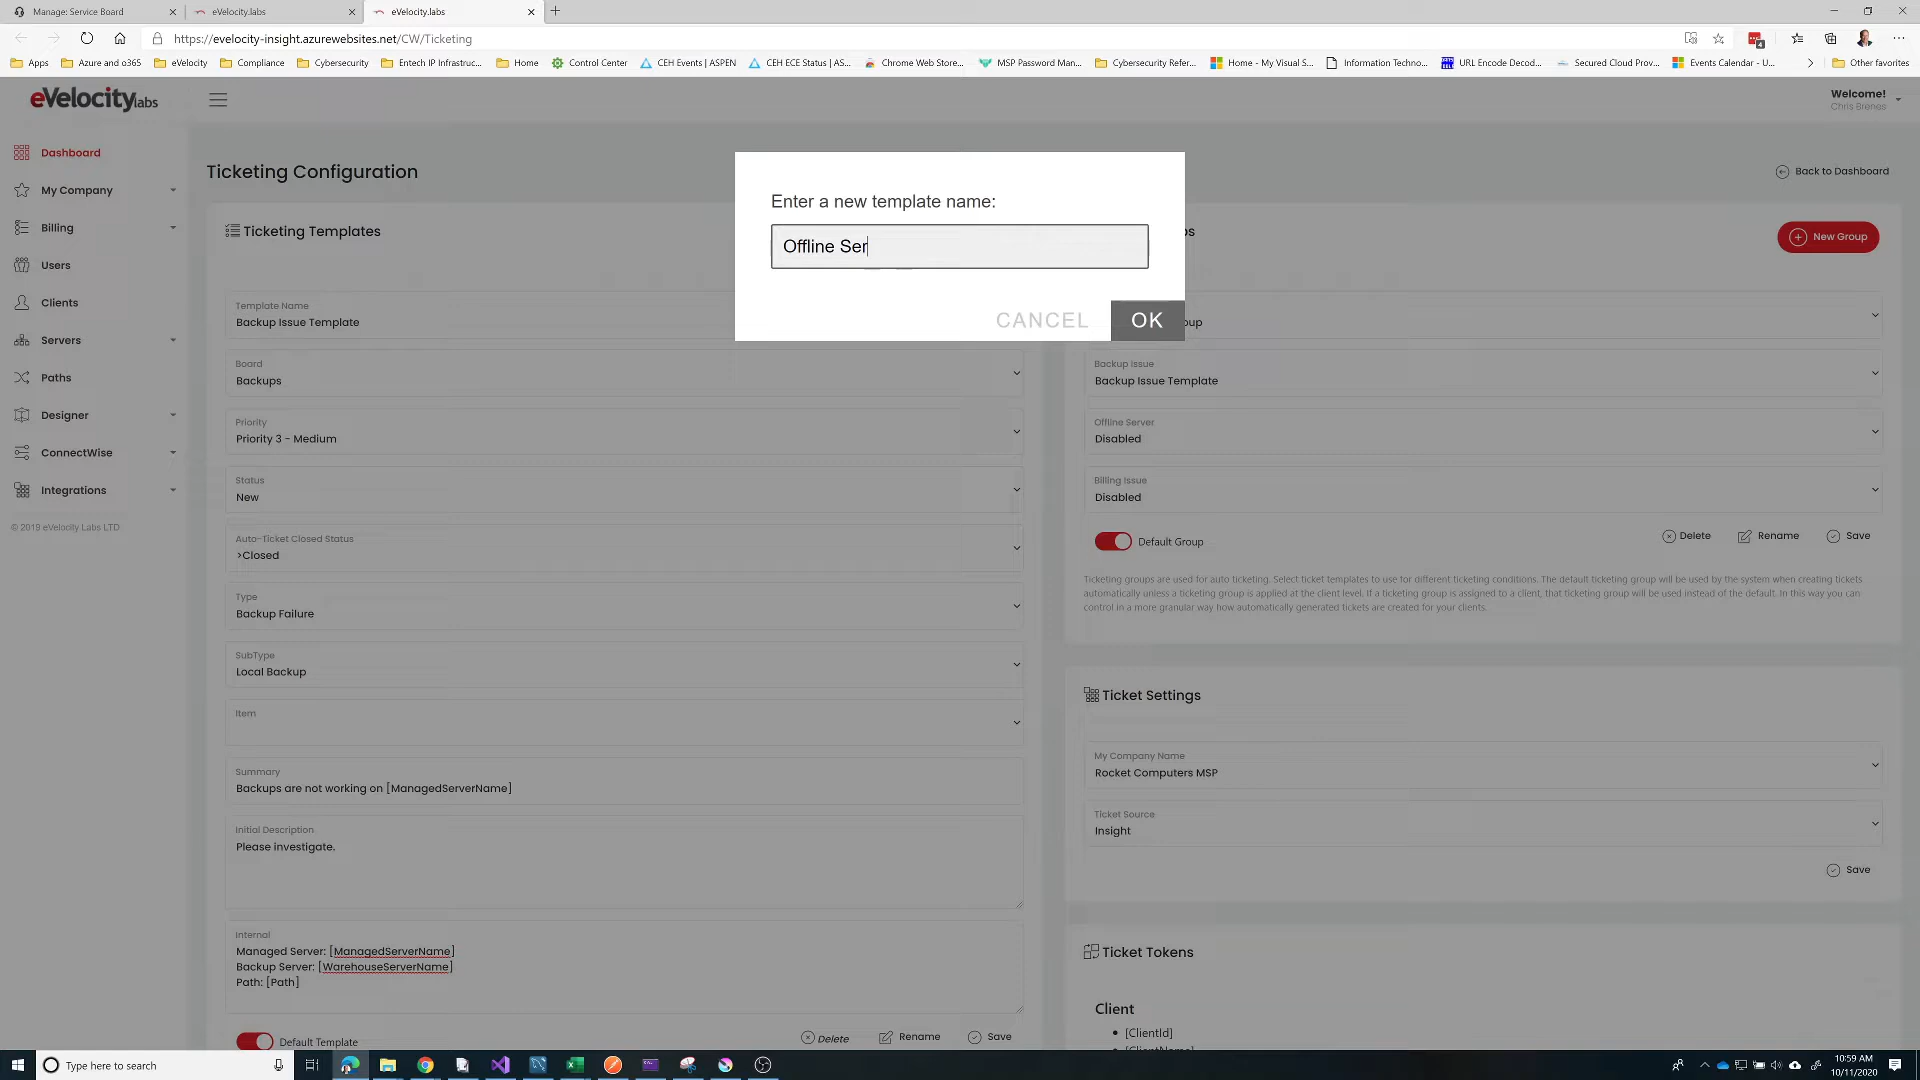 Manage: Service Board
eVelocity.labs
eVelocity.labs
https://evelocity-insight.azurewebsites.net/CW/Ticketing
4
Apps
Azure and o365
eVelocity
Compliance
Cybersecurity
Entech IP Infrastruc...
Home
Control Center
CEH Events | ASPEN
CEH ECE Status | AS...
Chrome Web Store...
MSP Password Man...
Cybersecurity Refer...
Home - My Visual S...
Information Techno...
URL Encode Decod...
Secured Cloud Prov...
Events Calendar - U...
Other favorites
eVelocitylabs
Welcome!
Chris Brenes
Dashboard
My Company
Billing
Users
Clients
Servers
Paths
Designer
ConnectWise
Integrations
© 2019 eVelocity Labs LTD
Ticketing Configuration
Back to Dashboard
Enter a new template name:
Offline Ser
CANCEL
OK
Ticketing Templates
Template Name
Backup Issue Template
Board
Backups
Priority
Priority 3 - Medium
Status
New
Auto-Ticket Closed Status
>Closed
Type
Backup Failure
SubType
Local Backup
Item
Summary
Backups are not working on [ManagedServerName]
Initial Description
Please investigate.
Internal
Managed Server: [ManagedServerName]
Backup Server: [WarehouseServerName]
Path: [Path]
Default Template
Delete
Rename
Save
New Group
Backup Issue
Backup Issue Template
Offline Server
Disabled
Billing Issue
Disabled
Default Group
Delete
Rename
Save
Ticketing groups are used for auto ticketing. Select ticket templates to use for different ticketing conditions. The default ticketing group will be used by the system when creating tickets
automatically unless a ticketing group is applied at the client level. If a ticketing group is assigned to a client, that ticketing group will be used instead of the default. In this way you can
control in a more granular way how automatically generated tickets are created for your clients.
Ticket Settings
My Company Name
Rocket Computers MSP
Ticket Source
Insight
Save
Ticket Tokens
Client
[ClientId]
[ClientName]
Type here to search
10:59 AM
10/11/2020